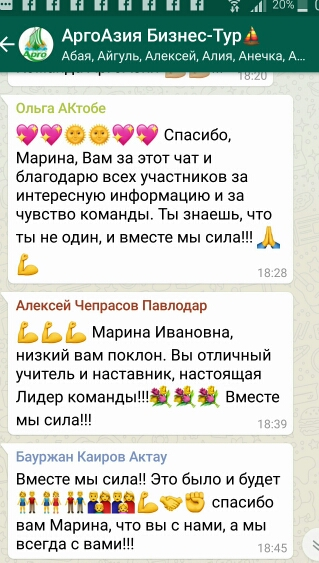 20%
АргоАзия Бизнес-Тур⛵
Абая, Айгуль, Алексей, Алия, Анечка, А...
Арго
18:20
Ольга АКтобе
💖💖🌞🌞💖💖 Спасибо,
Марина, Вам за этот чат и
благодарю всех участников за
интересную информацию и за
чувство команды. Ты знаешь, что
ты не один, и вместе мы сила!!! 🙏
💪
18:28
Алексей Чепрасов Павлодар
💪💪💪 Марина Ивановна,
низкий вам поклон. Вы отличный
учитель и наставник, настоящая
Лидер команды!!!💐💐💐 Вместе
мы сила!!!
18:39
Бауржан Каиров Актау
Вместе мы сила!! Это было и будет
👫👫👬👬👨‍👩‍👧‍👦👨‍👩‍👧‍👦💪🤝✊ спасибо
вам Марина, что вы с нами, а мы
всегда с вами!!!
18:45